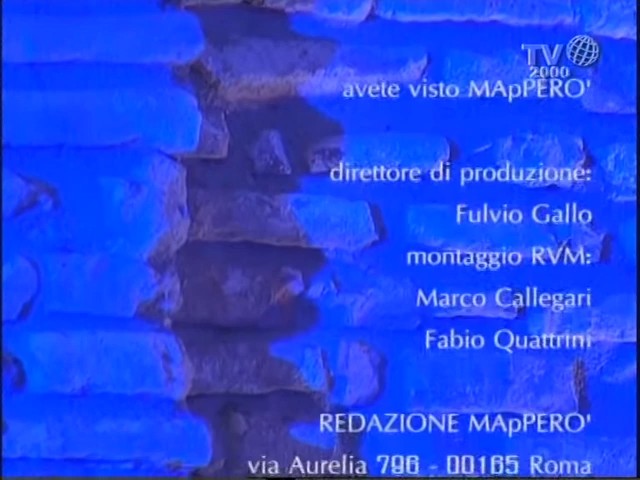 TV
2000
avete visto MApPERO'
direttore di produzione:
Fulvio Gallo
montaggio RVM:
Marco Callegari
Fabio Quattrini
REDAZIONE MApPERO'
via Aurelia 796 - 00165 Roma